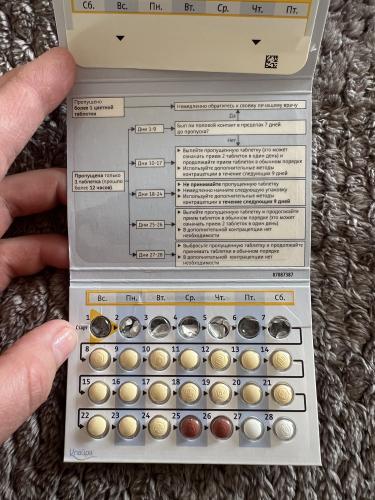 Сб. Вс. Пн. Вт. Ср. Чт. Пт.
Пропущено
более 1 цветной
таблетки
Немедленно обратитесь к своему лечащему врачу
Да
Дни 1-9
Был ли половой контакт в пределах 7 дней
до пропуска?
Нет
Пропущена только
1 таблетка (прошло
более 12 часов)
Дни 10-17
Выпейте пропущенную таблетку (это может
означать прием 2 таблеток в один день) и
продолжайте прием таблеток в обычном порядке
Используйте дополнительные методы
контрацепции в течение следующих 9 дней
Дни 18-24
Не принимайте пропущенную таблетку
Немедленно начните следующую упаковку
Используйте дополнительные методы
контрацепции в течение следующих 9 дней
Дни 25-26
Выпейте пропущенную таблетку и продолжайте
прием таблеток в обычном порядке (это может
означать прием 2 таблеток в один день)
В дополнительной контрацепции нет
необходимости
Дни 27-28
Выбросьте пропущенную таблетку и продолжайте
принимать таблетки в обычном порядке
В дополнительной контрацепции нет
необходимости
87087387
Вс. Пн. Вт. Ср. Чт. Пт. Сб.
Старт 1 2 3 4 5 6 7
8 9 10 11 12 13 14
15 16 17 18 19 20 21
22 23 24 25 26 27 28
Клайра